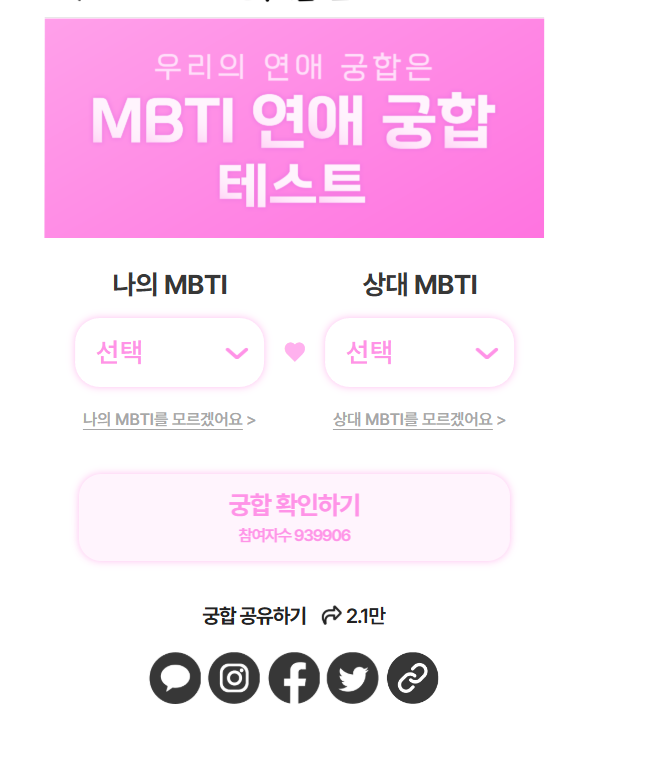 우리의 연애 궁합은
MBTI 연애 궁합
테스트
나의 MBTI
상대 MBTI
선택
선택
나의 MBTI를 모르겠어요 >
상대 MBTI를 모르겠어요 >
궁합 확인하기
참여자수 939906
궁합 공유하기 2.1만